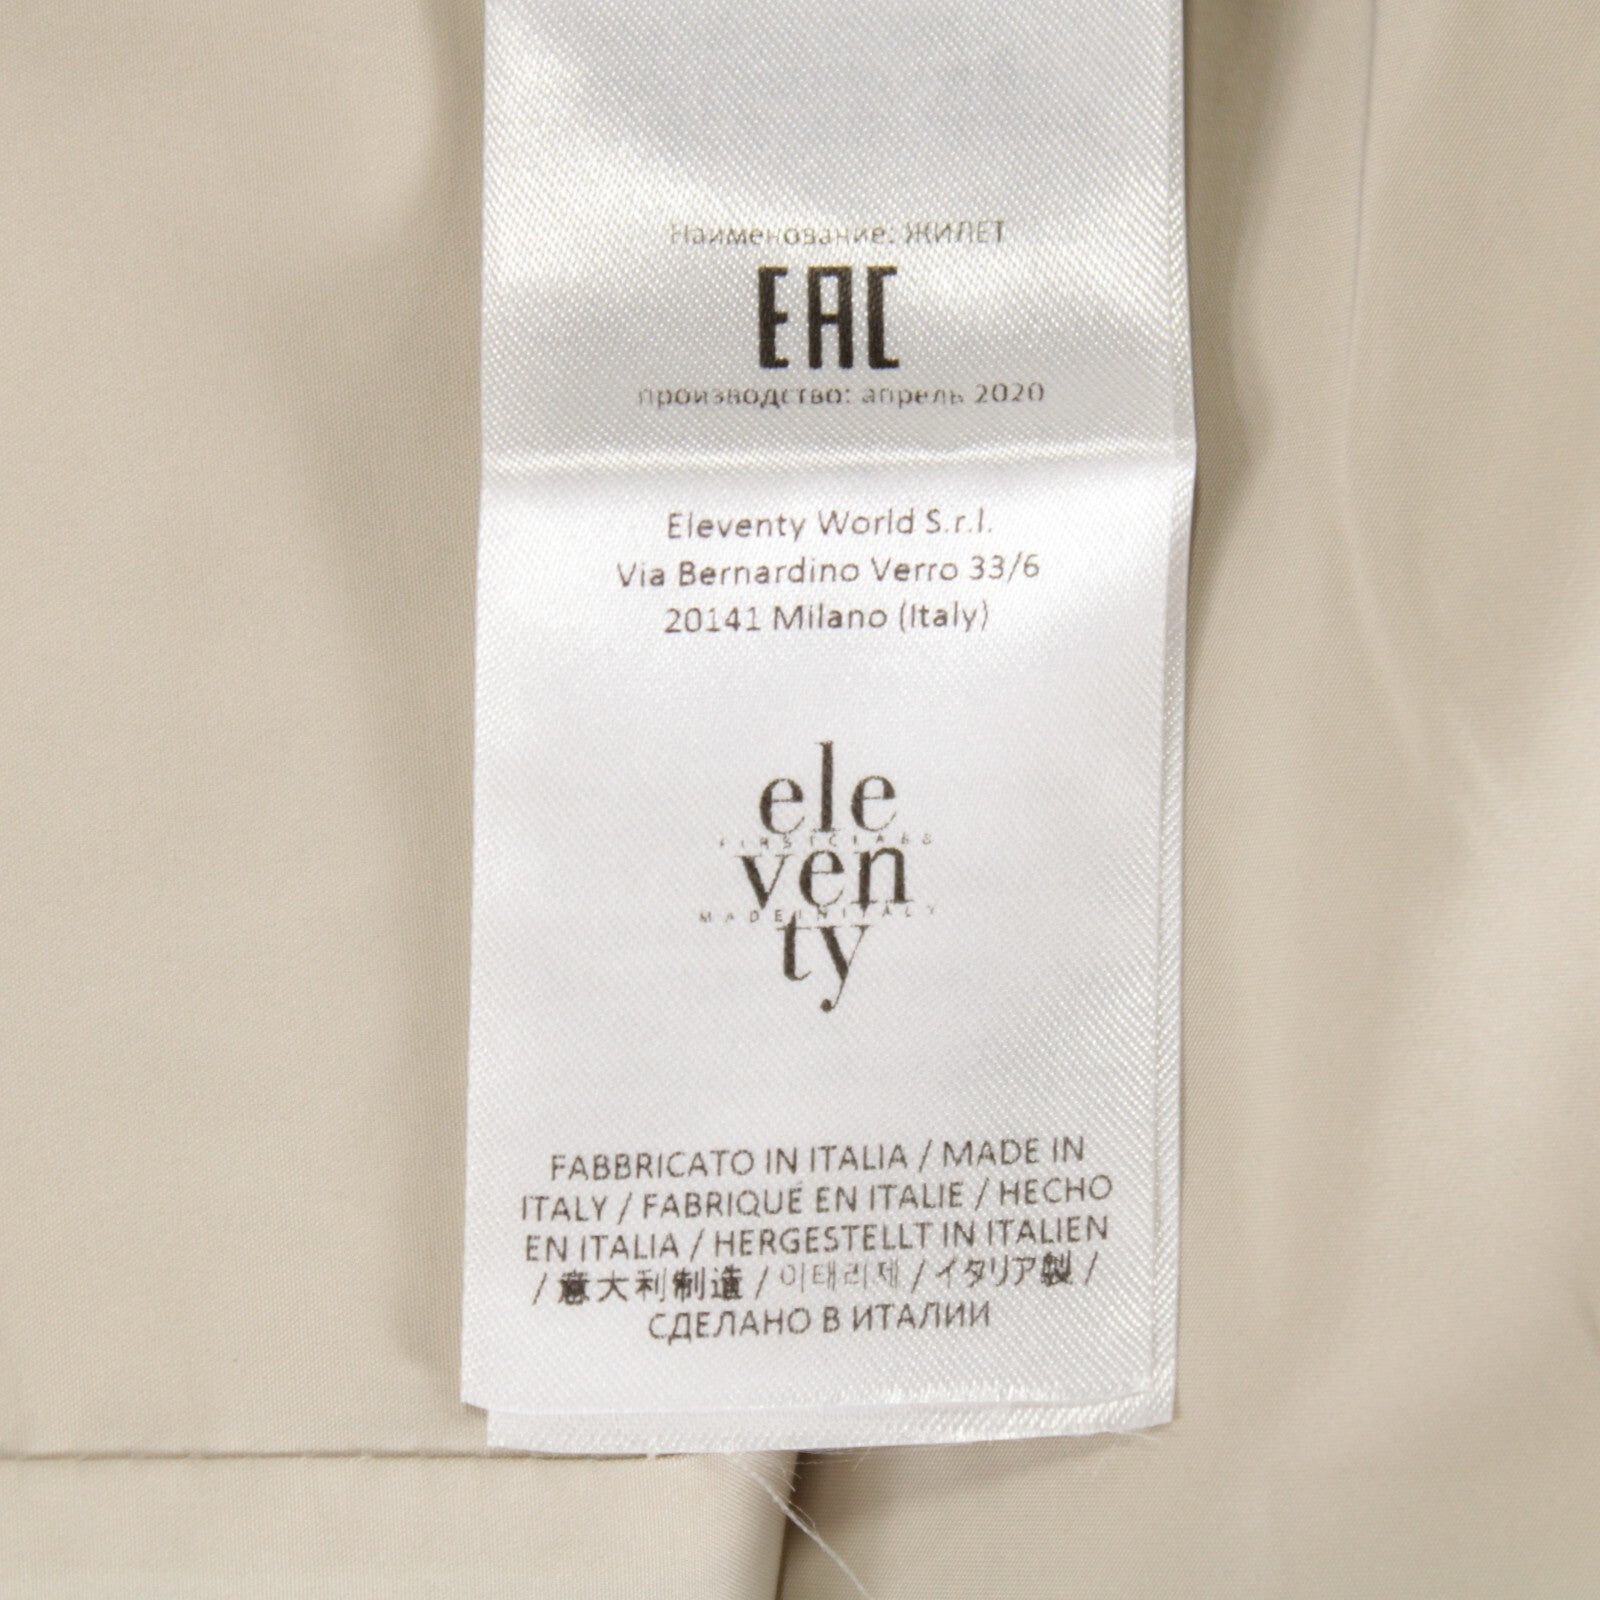 Наименование: ЖИЛЕТ
EAC
производство: апрель 2020
Eleventy World S.r.l.
Via Bernardino Verro 33/6
20141 Milano (Italy)
ele
FIRSTCLASS
ven
MADEINITALY
ty
FABBRICATO IN ITALIA / MADE IN
ITALY / FABRIQUÉ EN ITALIE / HECHO
EN ITALIA / HERGESTELLT IN ITALIEN
/ 意大利制造 / 이태리제 / イタリア製 /
СДЕЛАНО В ИТАЛИИ